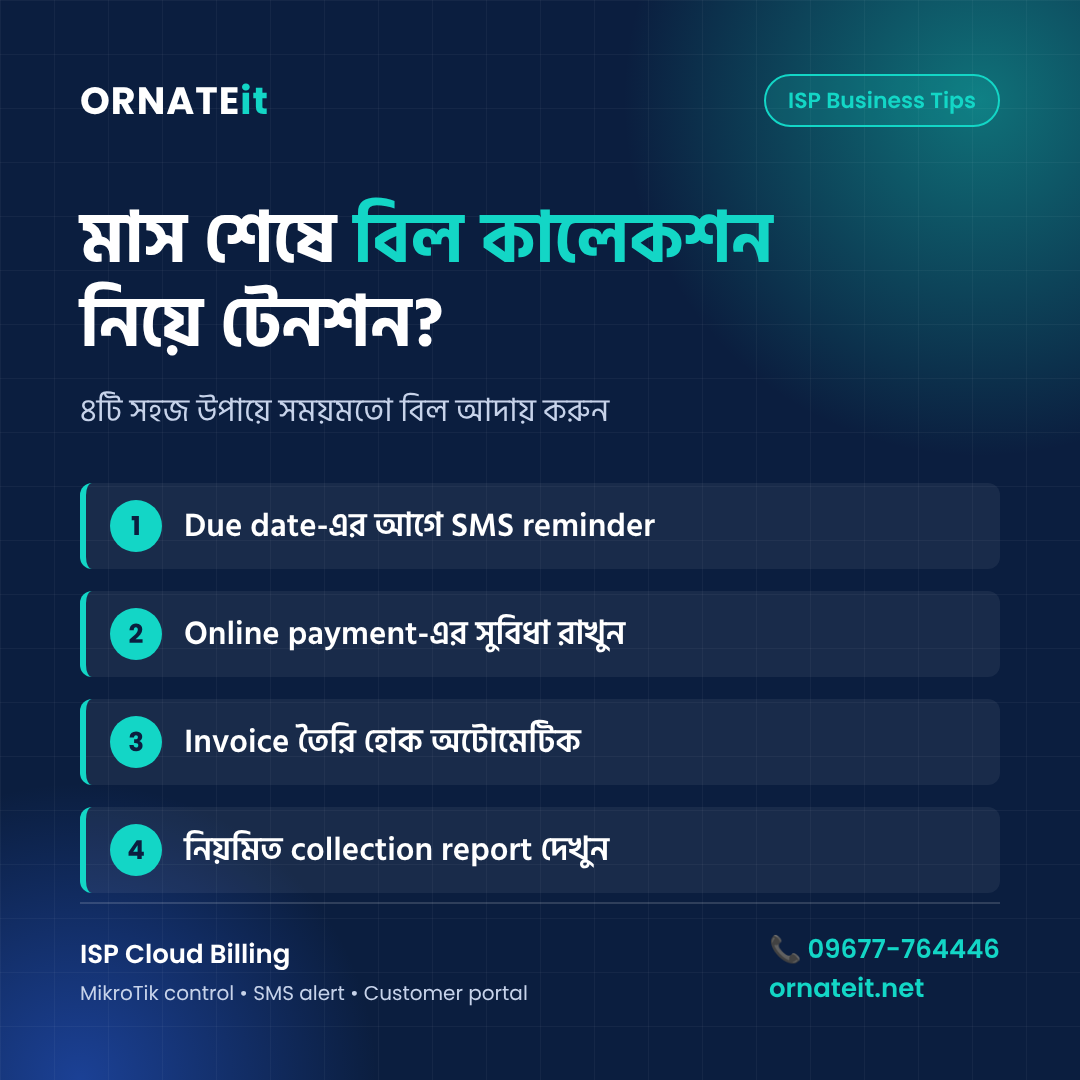 ORNATEit
ISP Business Tips
মাস শেষে বিল কালেকশন
নিয়ে টেনশন?
৪টি সহজ উপায়ে সময়মতো বিল আদায় করুন
1 Due date-এর আগে SMS reminder
2 Online payment-এর সুবিধা রাখুন
3 Invoice তৈরি হোক অটোমেটিক
4 নিয়মিত collection report দেখুন
ISP Cloud Billing
MikroTik control • SMS alert • Customer portal
📞 09677-764446
ornateit.net